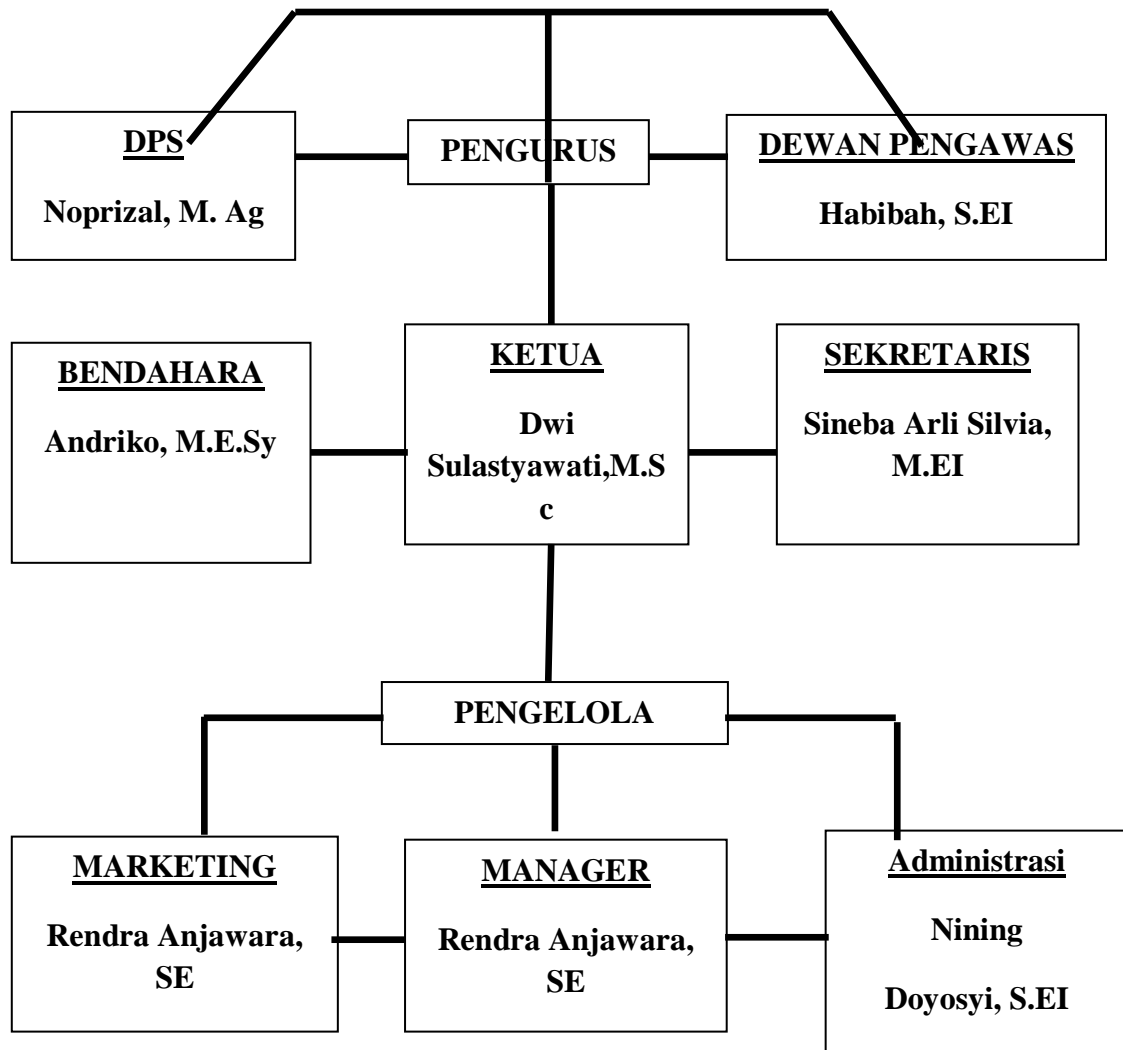 DPS
Noprizal, M. Ag
PENGURUS
DEWAN PENGAWAS
Habibah, S.EI
BENDAHARA
Andriko, M.E.Sy
KETUA
Dwi
Sulastyawati,M.S
c
SEKRETARIS
Sineba Arli Silvia,
M.EI
PENGELOLA
MARKETING
Rendra Anjawara,
SE
MANAGER
Rendra Anjawara,
SE
Administrasi
Nining
Doyosyi, S.EI